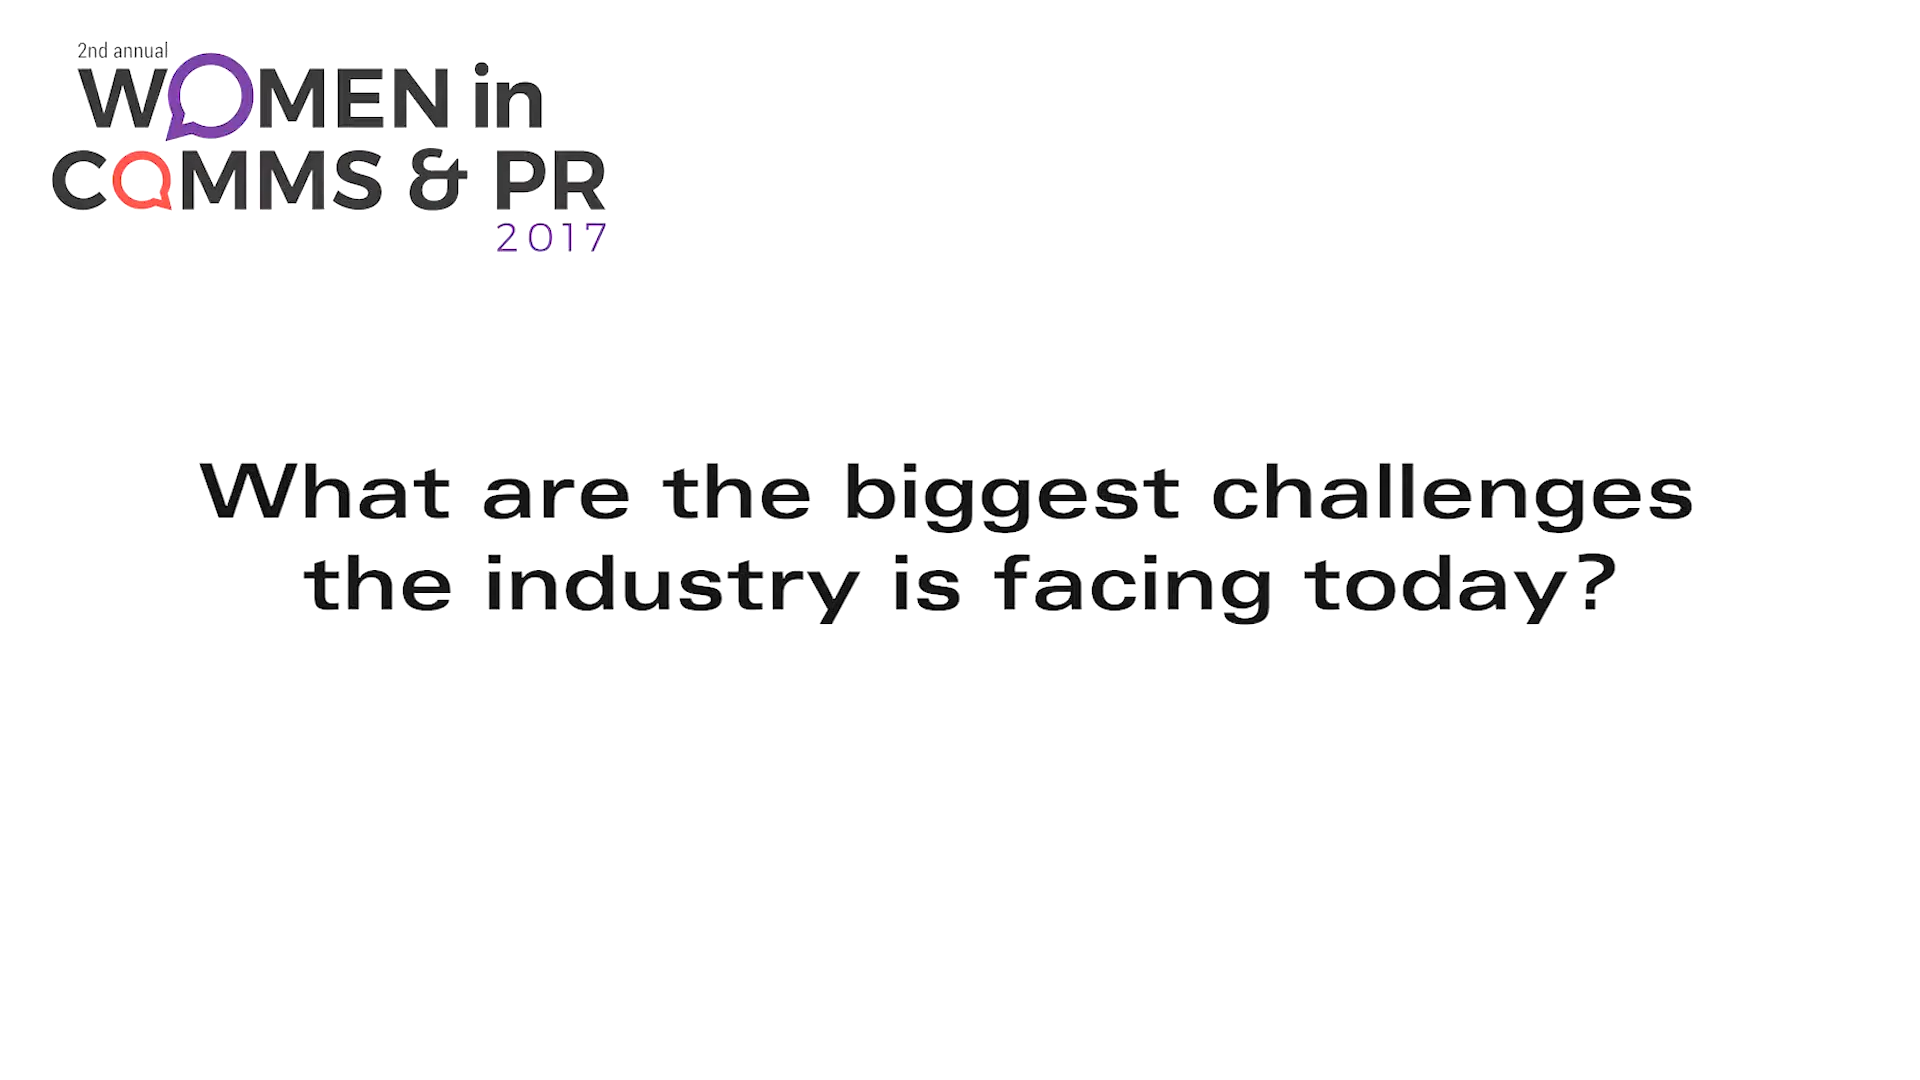 2nd annual
WOMEN in
COMMS & PR
2017
What are the biggest challenges
the industry is facing today?